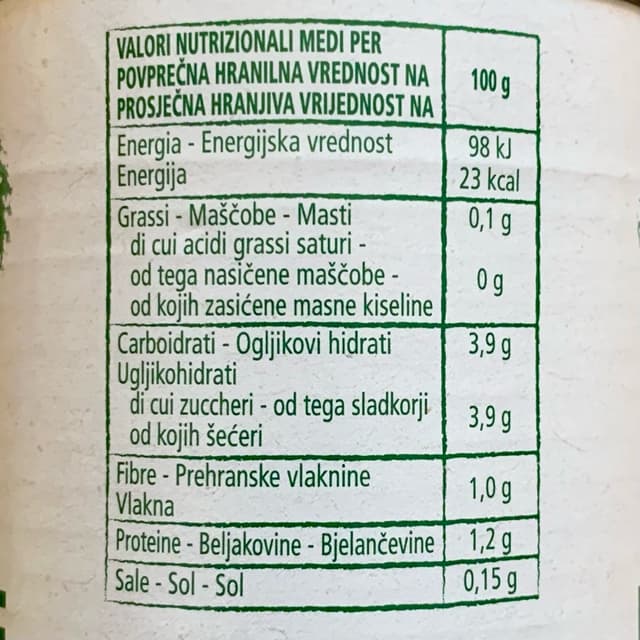 VALORI NUTRIZIONALI MEDI PER
POVPREČNA HRANILNA VREDNOST NA
PROSJEČNA HRANJIVA VRIJEDNOST NA
100 g
Energia - Energijska vrednost
Energija
98 kJ
23 kcal
Grassi - Maščobe - Masti
0,1 g
di cui acidi grassi saturi -
od tega nasičene maščobe -
od kojih zasićene masne kiseline
0 g
Carboidrati - Ogljikovi hidrati
Ugljikohidrati
3,9 g
di cui zuccheri - od tega sladkorji
od kojih šećeri
3,9 g
Fibre - Prehranske vlaknine
Vlakna
1,0 g
Proteine - Beljakovine - Bjelančevine
1,2 g
Sale - Sol - Sol
0,15 g